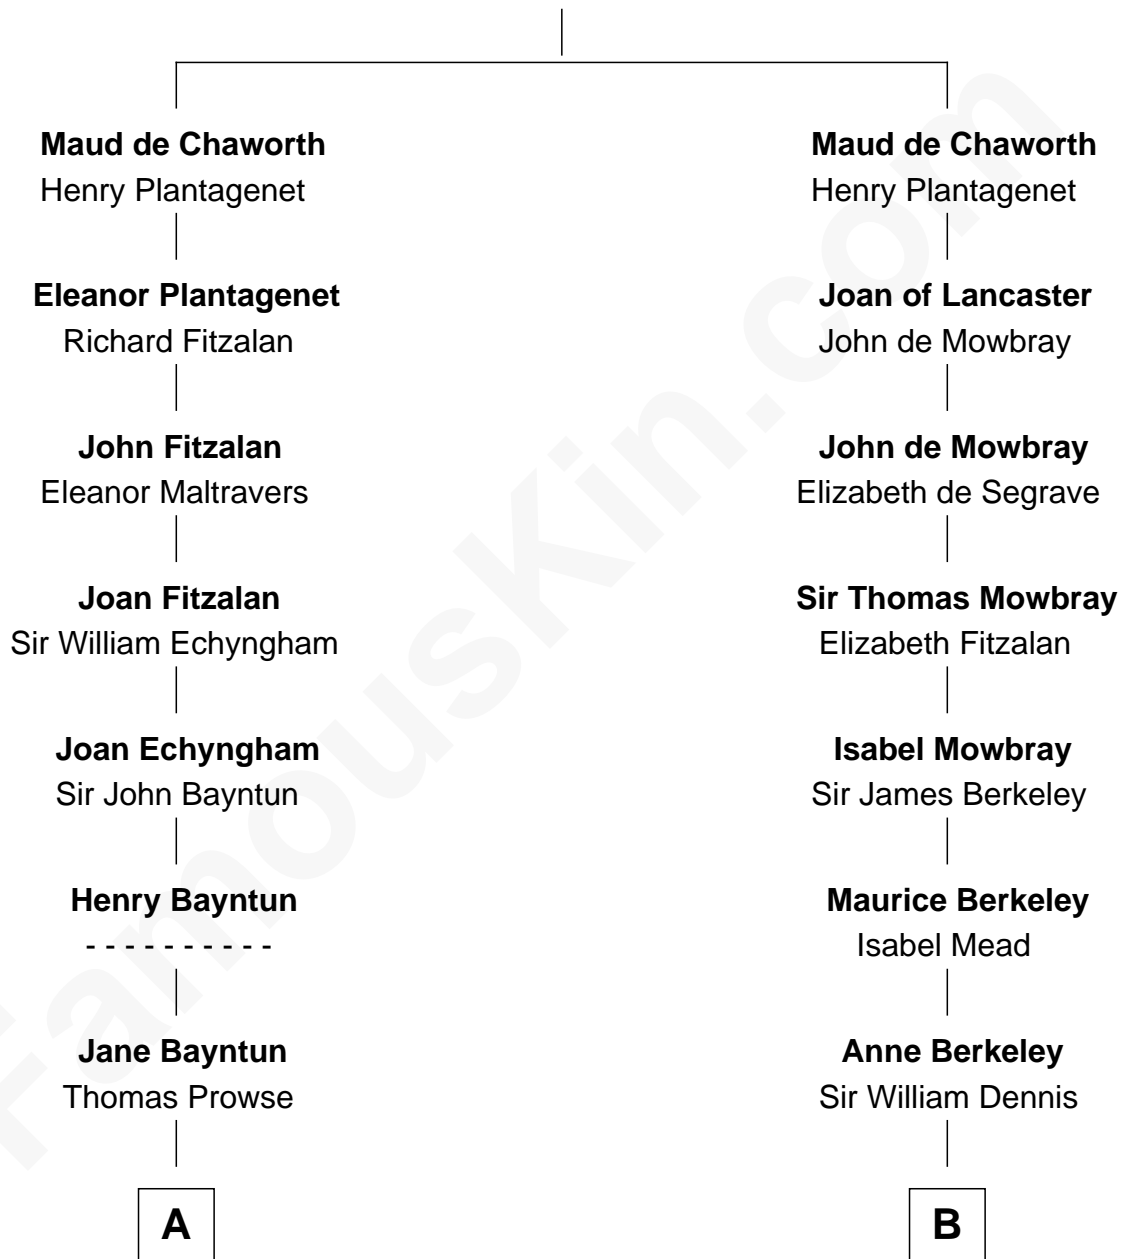 Maud de Chaworth
Henry Plantagenet
Eleanor Plantagenet
Richard Fitzalan
John Fitzalan
Eleanor Maltravers
Joan Fitzalan
Sir William Echyngham
Joan Echyngham
Sir John Bayntun
Henry Bayntun
- - - - - - - - - -
Jane Bayntun
Thomas Prowse
A
Maud de Chaworth
Henry Plantagenet
Joan of Lancaster
John de Mowbray
John de Mowbray
Elizabeth de Segrave
Sir Thomas Mowbray
Elizabeth Fitzalan
Isabel Mowbray
Sir James Berkeley
Maurice Berkeley
Isabel Mead
Anne Berkeley
Sir William Dennis
B
FamousKin.com